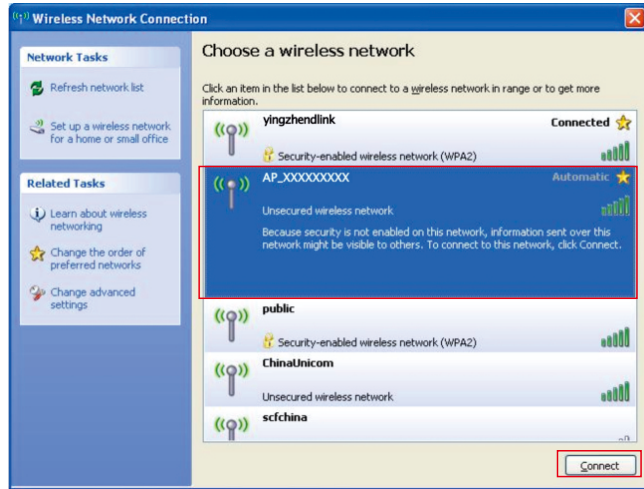 Wireless Network Connection
Network Tasks
Refresh network list
Set up a wireless network
for a home or small office
Related Tasks
Learn about wireless
networking
Change the order of
preferred networks
Change advanced
settings
Choose a wireless network
Click an item in the list below to connect to a wireless network in range or to get more
information.
yingzhendlink Connected
Security-enabled wireless network (WPA2)
AP_XXXXXXXXX Automatic
Unsecured wireless network
Because security is not enabled on this network, information sent over this
network might be visible to others. To connect to this network, click Connect.
public
Security-enabled wireless network (WPA2)
ChinaUnicom
Unsecured wireless network
scfchina
Connect